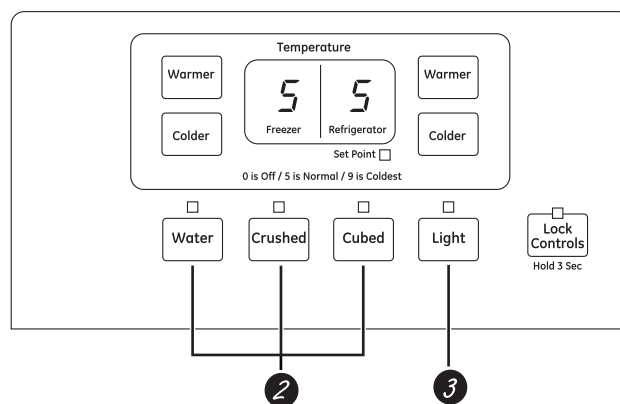 Temperature
Warmer
5
5
Warmer
Freezer
Refrigerator
Colder
Colder
Set Point
0 is Off / 5 is Normal / 9 is Coldest
Water
Crushed
Cubed
Light
Lock
Controls
Hold 3 Sec
2
3